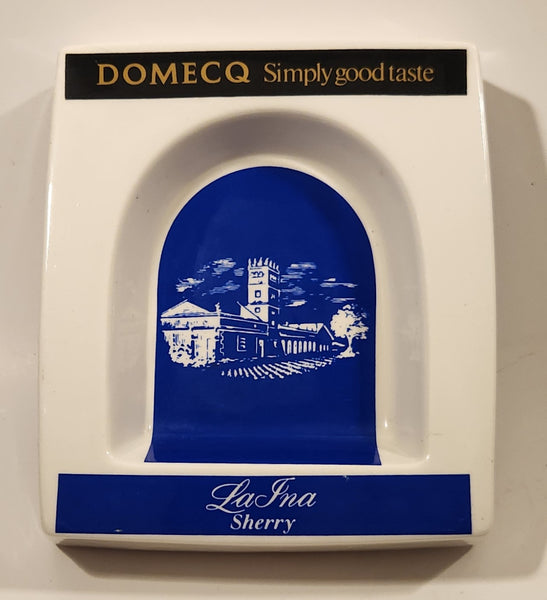 DOMECQ Simply good taste
La Ina
Sherry